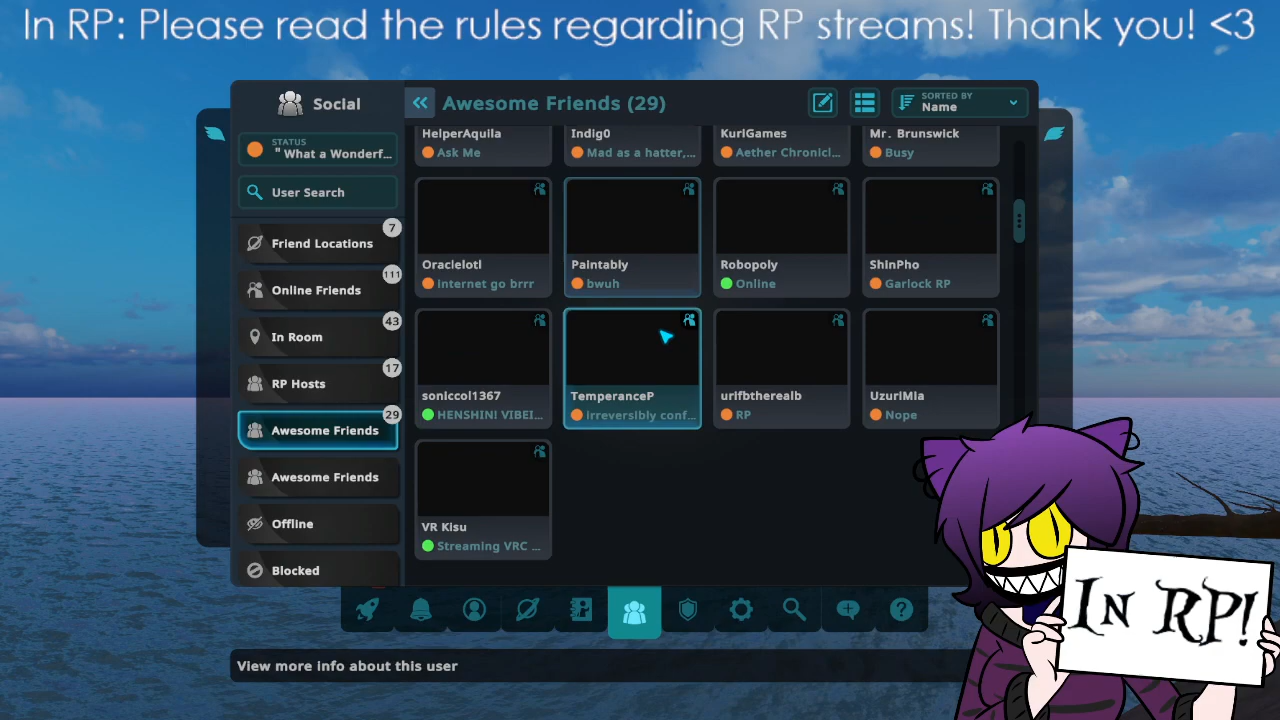 In RP: Please read the rules regarding RP streams! Thank you! <3
Social
STATUS
" What a Wonderf...
User Search
7
Friend Locations
111
Online Friends
43
In Room
17
RP Hosts
29
Awesome Friends
Awesome Friends
Offline
Blocked
Awesome Friends (29)
SORTED BY
Name
HelperAquila
Ask Me
Indig0
Mad as a hatter,...
KuriGames
Aether Chronicl...
Mr. Brunswick
Busy
Oraclelotl
Internet go brrr
Paintably
bwuh
Robopoly
Online
ShinPho
Garlock RP
soniccol1367
HENSHIN! VIBEI...
TemperanceP
Irreversibly conf...
urlfbtherealb
RP
UzuriMia
Nope
VR Kisu
Streaming VRC ...
View more info about this user
In RP!